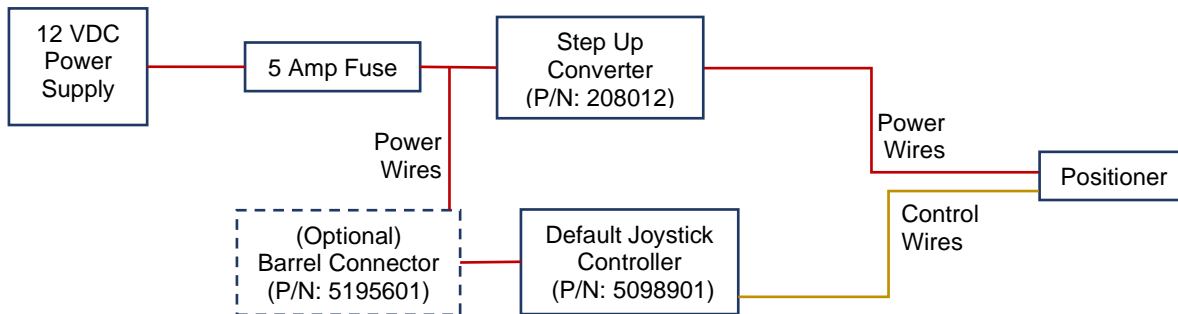 12 VDC
Power
Supply
5 Amp Fuse
Step Up
Converter
(P/N: 208012)
Power
Wires
Power
Wires
Positioner
(Optional)
Barrel Connector
(P/N: 5195601)
Default Joystick
Controller
(P/N: 5098901)
Control
Wires